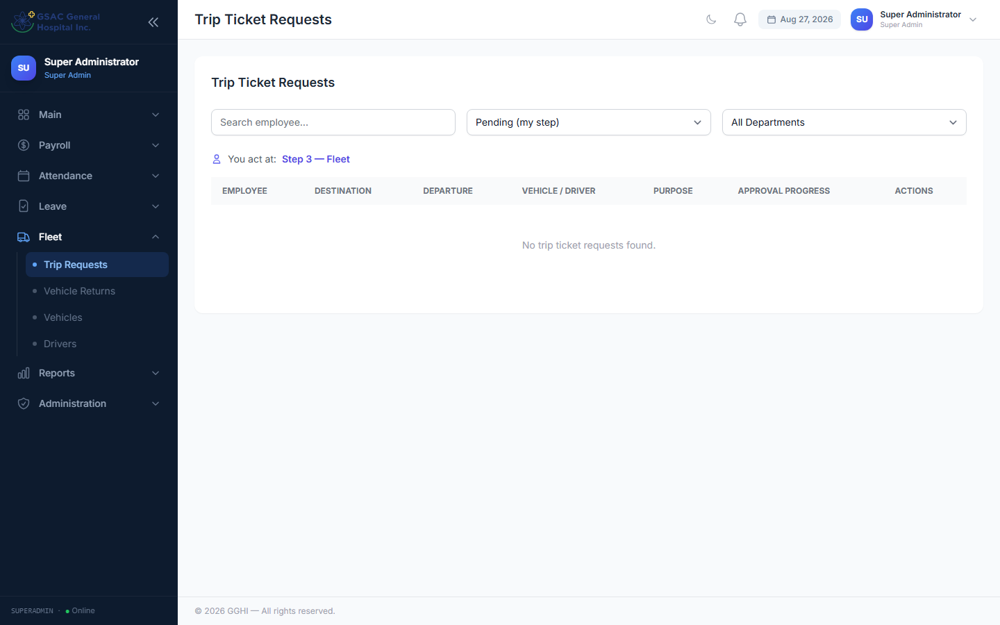 GSAC General
Hospital Inc.
SU
Super Administrator
Super Admin
Main
Payroll
Attendance
Leave
Fleet
Trip Requests
Vehicle Returns
Vehicles
Drivers
Reports
Administration
SUPERADMIN · Online
Trip Ticket Requests
Aug 27, 2026
SU
Super Administrator
Super Admin
Trip Ticket Requests
Search employee...
Pending (my step)
All Departments
You act at: Step 3 — Fleet
EMPLOYEE DESTINATION DEPARTURE VEHICLE / DRIVER PURPOSE APPROVAL PROGRESS ACTIONS
No trip ticket requests found.
© 2026 GGHI — All rights reserved.